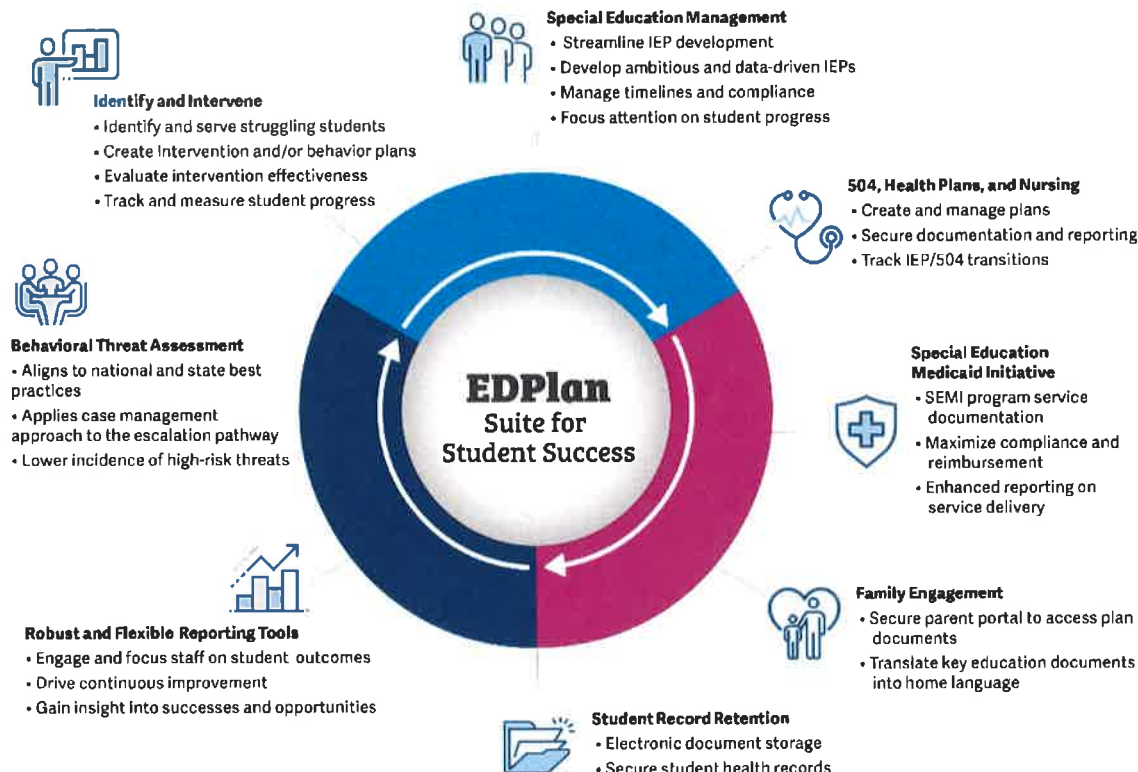 Special Education Management
• Streamline IEP development
• Develop ambitious and data-driven IEPs
• Manage timelines and compliance
• Focus attention on student progress
Identify and Intervene
• Identify and serve struggling students
• Create Intervention and/or behavior plans
• Evaluate intervention effectiveness
• Track and measure student progress
504, Health Plans, and Nursing
• Create and manage plans
• Secure documentation and reporting
• Track IEP/504 transitions
Behavioral Threat Assessment
• Aligns to national and state best
practices
• Applies case management
approach to the escalation pathway
• Lower incidence of high-risk threats
EDPlan
Suite for
Student Success
Special Education
Medicaid Initiative
• SEMI program service
documentation
• Maximize compliance and
reimbursement
• Enhanced reporting on
service delivery
Robust and Flexible Reporting Tools
• Engage and focus staff on student outcomes
• Drive continuous improvement
• Gain insight into successes and opportunities
Family Engagement
• Secure parent portal to access plan
documents
• Translate key education documents
into home language
Student Record Retention
• Electronic document storage
• Secure student health records